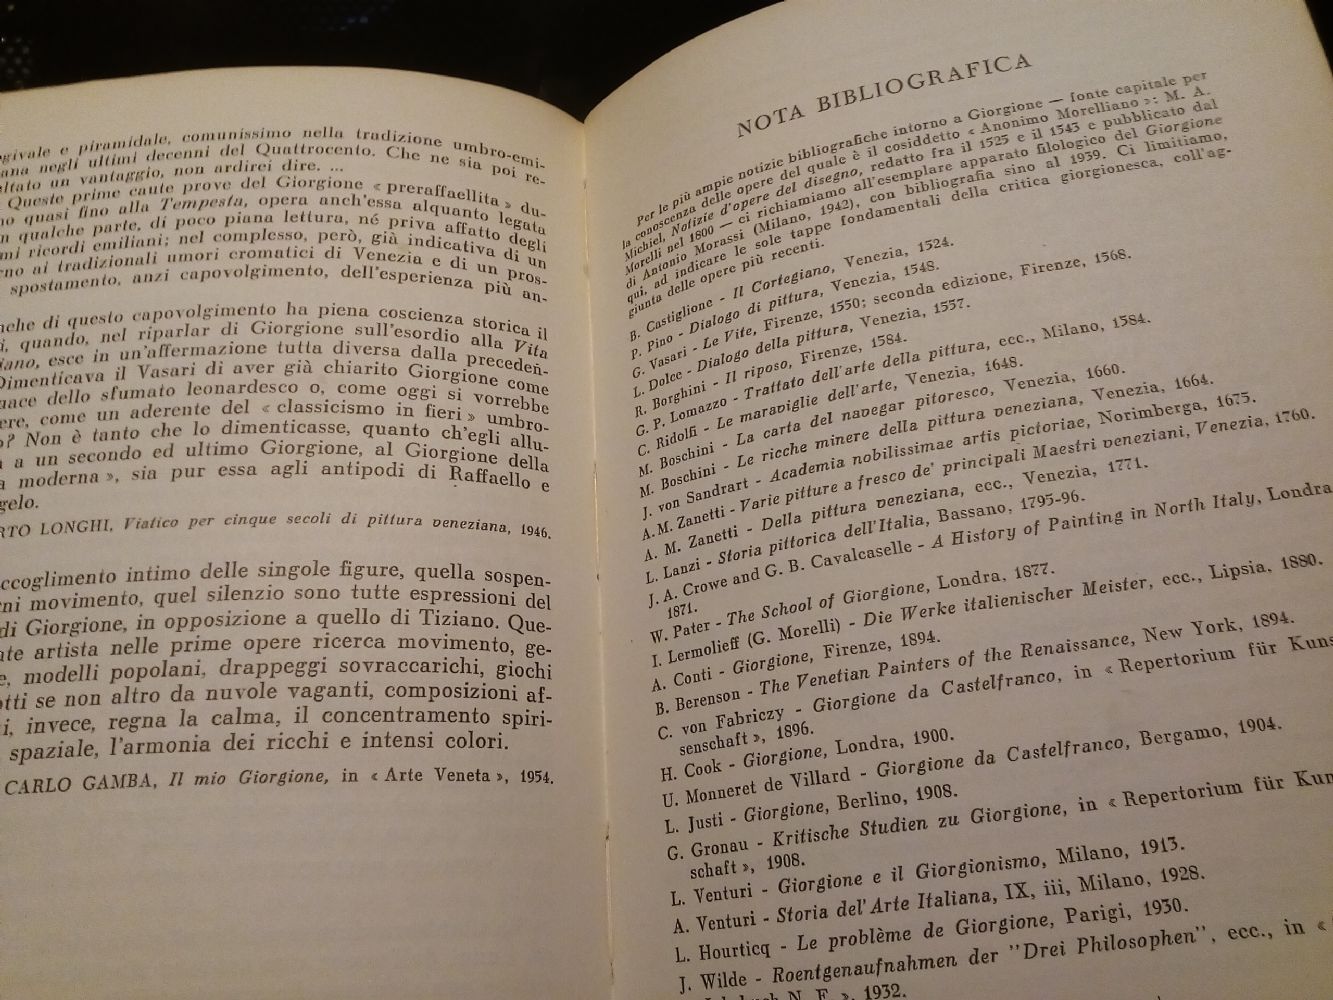 givale e piramidale, comunissimo nella tradizione umbro-emi-
ana negli ultimi decenni del Quattrocento. Che ne sia poi re-
ltato un vantaggio, non ardirei dire. ...
Queste prime caute prove del Giorgione « preraffaellita » du-
no quasi fino alla Tempesta, opera anch'essa alquanto legata
n qualche parte, di poco piana lettura, né priva affatto degli
mi ricordi emiliani; nel complesso, però, già indicativa di un
rno ai tradizionali umori cromatici di Venezia e di un pros-
spostamento, anzi capovolgimento, dell'esperienza più an-
nche di questo capovolgimento ha piena coscienza storica il
i, quando, nel riparlar di Giorgione sull'esordio alla Vita
iano, esce in un'affermazione tutta diversa dalla preceden-
Dimenticava il Vasari di aver già chiarito Giorgione come
uace dello sfumato leonardesco o, come oggi si vorrebbe
ere, come un aderente del « classicismo in fieri » umbro-
o? Non è tanto che lo dimenticasse, quanto ch'egli allu-
a a un secondo ed ultimo Giorgione, al Giorgione della
a moderna », sia pur essa agli antipodi di Raffaello e
gelo.
RTO LONGHI, Viatico per cinque secoli di pittura veneziana, 1946.
ccoglimento intimo delle singole figure, quella sospen-
ni movimento, quel silenzio sono tutte espressioni del
di Giorgione, in opposizione a quello di Tiziano. Que-
nte artista nelle prime opere ricerca movimento, ge-
e, modelli popolani, drappeggi sovraccarichi, giochi
otti se non altro da nuvole vaganti, composizioni af-
i, invece, regna la calma, il concentramento spiri-
spaziale, l'armonia dei ricchi e intensi colori.
CARLO GAMBA, Il mio Giorgione, in « Arte Veneta », 1954.
NOTA BIBLIOGRAFICA
Per le più ampie notizie bibliografiche intorno a Giorgione — fonte capitale per
la conoscenza delle opere del quale è il cosiddetto « Anonimo Morelliano »: M. A.
Michiel, Notizie d'opere del disegno, redatto fra il 1525 e il 1543 e pubblicato dal
Morelli nel 1800 — ci richiamiamo all'esemplare apparato filologico del Giorgione
di Antonio Morassi (Milano, 1942), con bibliografia sino al 1939. Ci limitiamo,
qui, ad indicare le sole tappe fondamentali della critica giorgionesca, coll'ag-
giunta delle opere più recenti.
B. Castiglione - Il Cortegiano, Venezia, 1524.
P. Pino - Dialogo di pittura, Venezia, 1548.
G. Vasari - Le Vite, Firenze, 1550; seconda edizione, Firenze, 1568.
L. Dolce - Dialogo della pittura, Venezia, 1557.
R. Borghini - Il riposo, Firenze, 1584.
G. P. Lomazzo - Trattato dell'arte della pittura, ecc., Milano, 1584.
C. Ridolfi - Le maraviglie dell'arte, Venezia, 1648.
M. Boschini - La carta del navegar pitoresco, Venezia, 1660.
M. Boschini - Le ricche minere della pittura veneziana, Venezia, 1664.
J. von Sandrart - Academia nobilissimae artis pictoriae, Norimberga, 1675.
A.M. Zanetti - Varie pitture a fresco de' principali Maestri veneziani, Venezia, 1760.
A. M. Zanetti - Della pittura veneziana, ecc., Venezia, 1771.
L. Lanzi - Storia pittorica dell'Italia, Bassano, 1795-96.
J. A. Crowe and G. B. Cavalcaselle - A History of Painting in North Italy, Londra
1871.
W. Pater - The School of Giorgione, Londra, 1877.
I. Lermolieff (G. Morelli) - Die Werke italienischer Meister, ecc., Lipsia, 1880.
A. Conti - Giorgione, Firenze, 1894.
B. Berenson - The Venetian Painters of the Renaissance, New York, 1894.
C. von Fabriczy - Giorgione da Castelfranco, in « Repertorium für Kuns
senschaft », 1896.
H. Cook - Giorgione, Londra, 1900.
U. Monneret de Villard - Giorgione da Castelfranco, Bergamo, 1904.
L. Justi - Giorgione, Berlino, 1908.
G. Gronau - Kritische Studien zu Giorgione, in « Repertorium für Kun
schaft », 1908.
L. Venturi - Giorgione e il Giorgionismo, Milano, 1913.
A. Venturi - Storia del'Arte Italiana, IX, iii, Milano, 1928.
L. Hourticq - Le problème de Giorgione, Parigi, 1930.
J. Wilde - Roentgenaufnahmen der "Drei Philosophen", ecc., in «
N. F. », 1932.